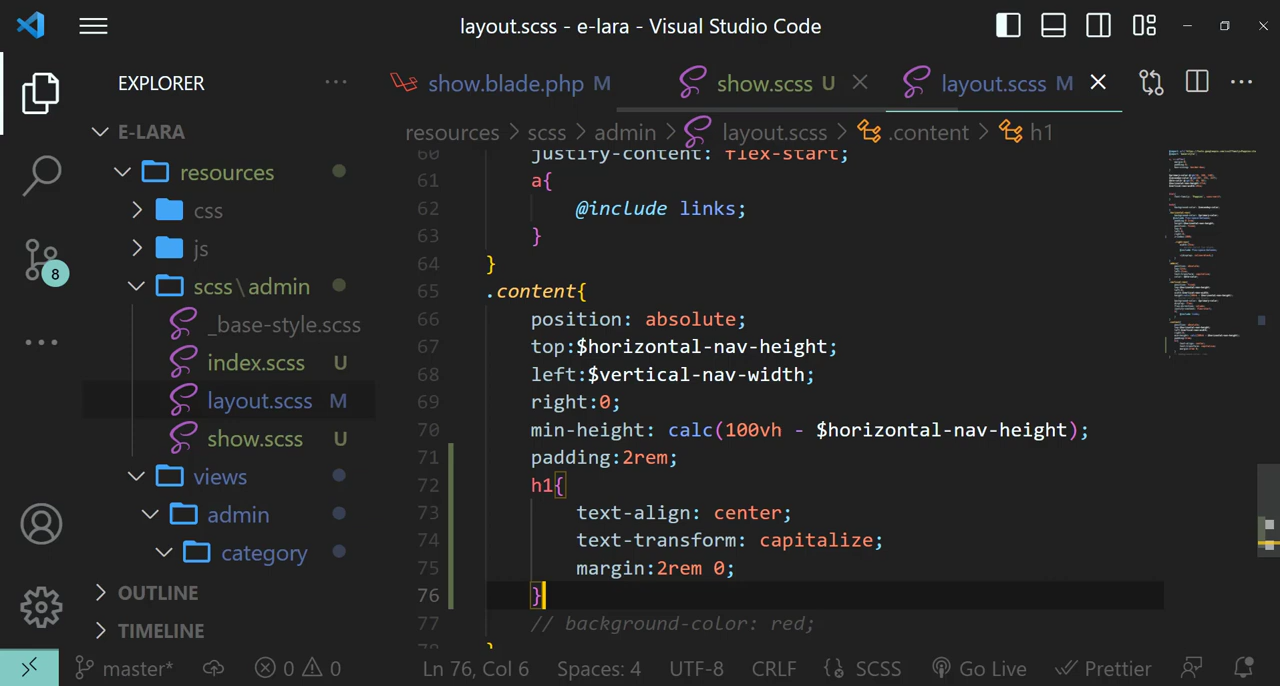 layout.scss - e-lara - Visual Studio Code
EXPLORER
show.blade.php M
show.scss U
layout.scss M
E-LARA
resources > scss > admin > layout.scss > .content > h1
resources
css
js
scss\admin
_base-style.scss
index.scss U
layout.scss M
show.scss U
views
admin
category
OUTLINE
TIMELINE
8
60 justify-content: flex-start;
61 a{
62 @include links;
63 }
64 }
65 .content{
66 position: absolute;
67 top:$horizontal-nav-height;
68 left:$vertical-nav-width;
69 right:0;
70 min-height: calc(100vh - $horizontal-nav-height);
71 padding:2rem;
72 h1{
73 text-align: center;
74 text-transform: capitalize;
75 margin:2rem 0;
76 }
77 // background-color: red;
78 }
master* 0 0 Ln 76, Col 6 Spaces: 4 UTF-8 CRLF SCSS Go Live Prettier